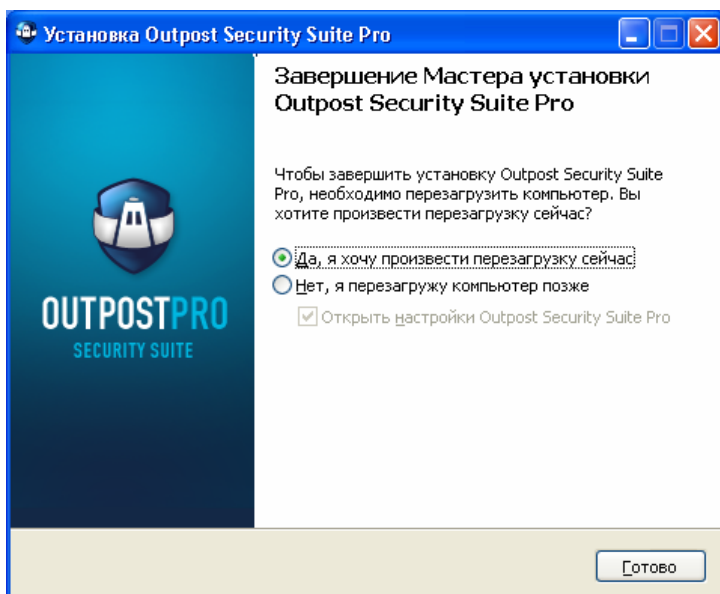 Установка Outpost Security Suite Pro
Завершение Мастера установки
Outpost Security Suite Pro
Чтобы завершить установку Outpost Security Suite
Pro, необходимо перезагрузить компьютер. Вы
хотите произвести перезагрузку сейчас?
Да, я хочу произвести перезагрузку сейчас
Нет, я перезагружу компьютер позже
Открыть настройки Outpost Security Suite Pro
OUTPOSTPRO
SECURITY SUITE
Готово